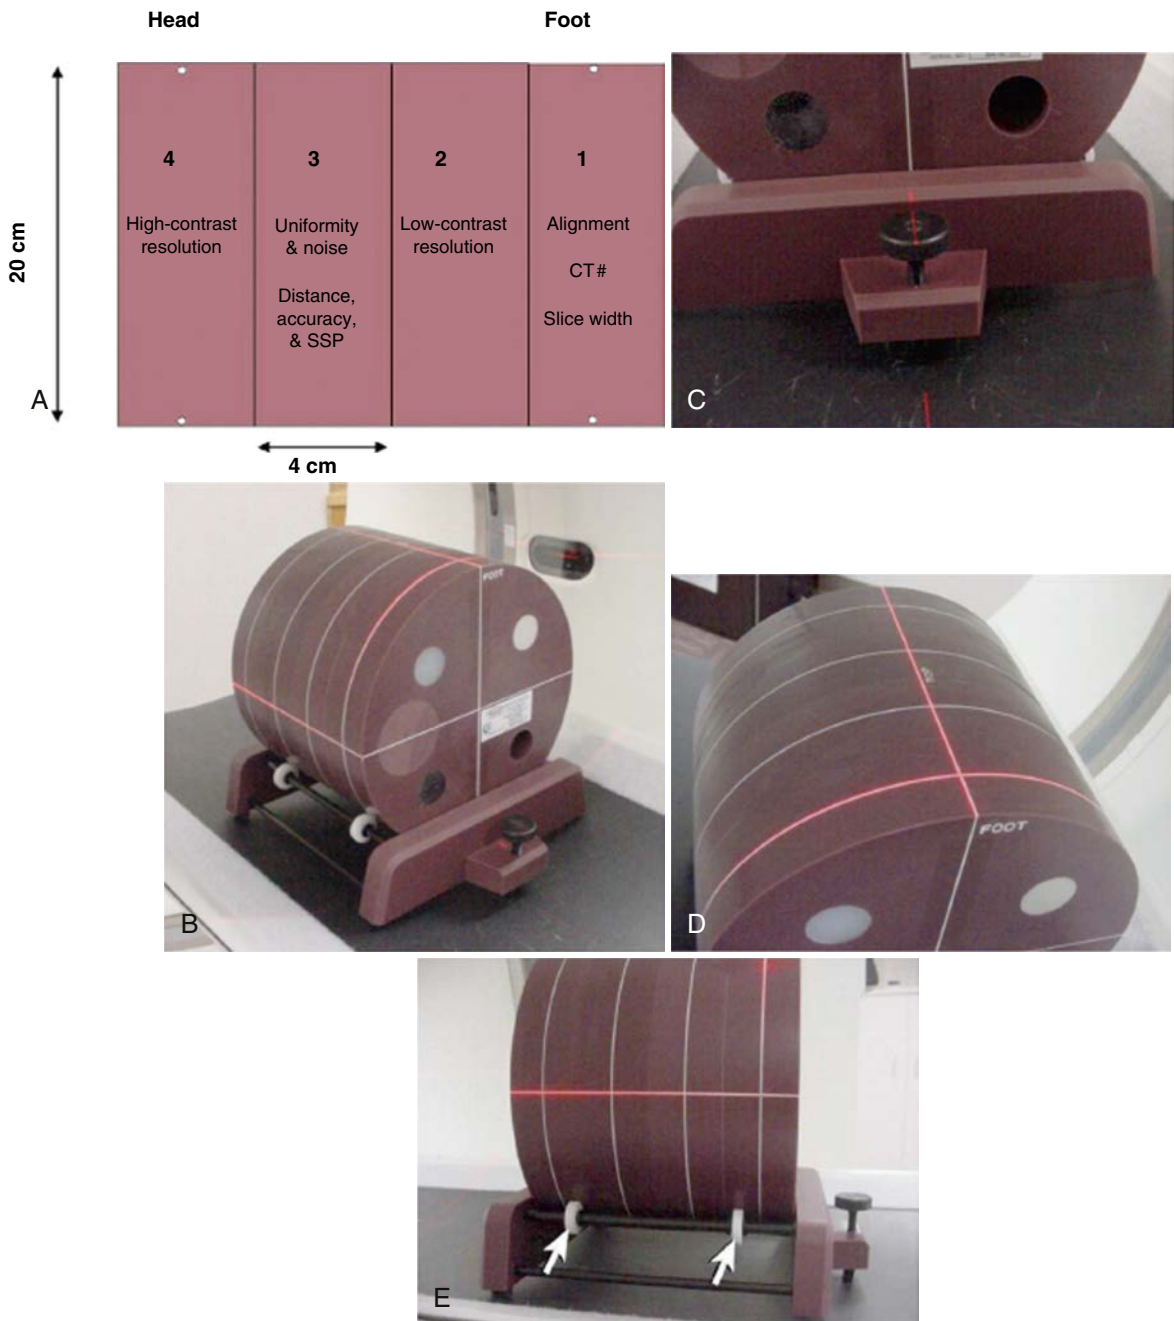 Head
Foot
20 cm
4
High-contrast
resolution
3
Uniformity
& noise
Distance,
accuracy,
& SSP
2
Low-contrast
resolution
1
Alignment
CT#
Slice width
A
4 cm
C
FOOT
B
FOOT
D
E